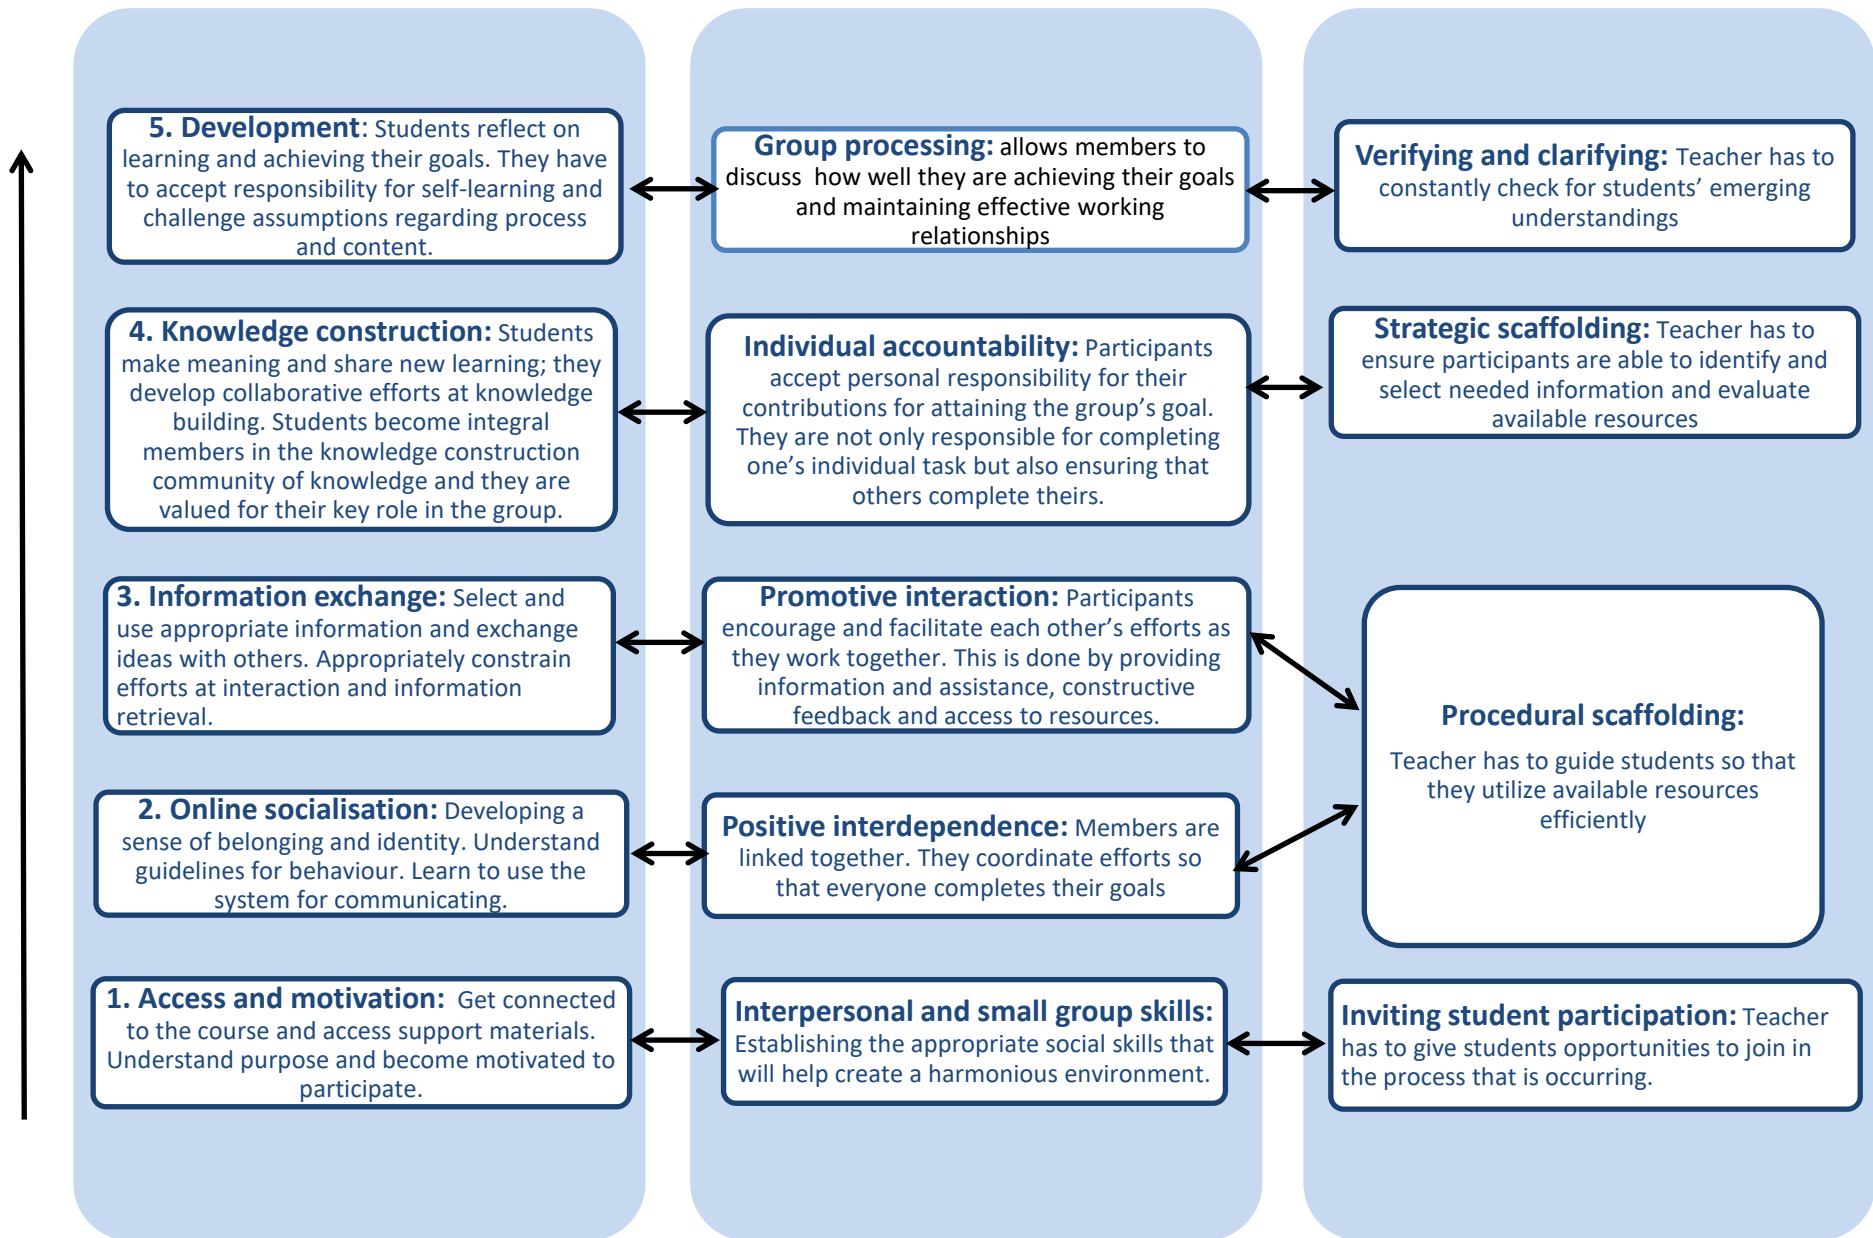 5. Development: Students reflect on
learning and achieving their goals. They have
to accept responsibility for self-learning and
challenge assumptions regarding process
and content.
Group processing: allows members to
discuss how well they are achieving their goals
and maintaining effective working
relationships
Verifying and clarifying: Teacher has to
constantly check for students’ emerging
understandings
4. Knowledge construction: Students
make meaning and share new learning; they
develop collaborative efforts at knowledge
building. Students become integral
members in the knowledge construction
community of knowledge and they are
valued for their key role in the group.
Individual accountability: Participants
accept personal responsibility for their
contributions for attaining the group’s goal.
They are not only responsible for completing
one’s individual task but also ensuring that
others complete theirs.
Strategic scaffolding: Teacher has to
ensure participants are able to identify and
select needed information and evaluate
available resources
3. Information exchange: Select and
use appropriate information and exchange
ideas with others. Appropriately constrain
efforts at interaction and information
retrieval.
Promotive interaction: Participants
encourage and facilitate each other’s efforts as
they work together. This is done by providing
information and assistance, constructive
feedback and access to resources.
Procedural scaffolding:
Teacher has to guide students so that
they utilize available resources
efficiently
2. Online socialisation: Developing a
sense of belonging and identity. Understand
guidelines for behaviour. Learn to use the
system for communicating.
Positive interdependence: Members are
linked together. They coordinate efforts so
that everyone completes their goals
1. Access and motivation: Get connected
to the course and access support materials.
Understand purpose and become motivated to
participate.
Interpersonal and small group skills:
Establishing the appropriate social skills that
will help create a harmonious environment.
Inviting student participation: Teacher
has to give students opportunities to join in
the process that is occurring.